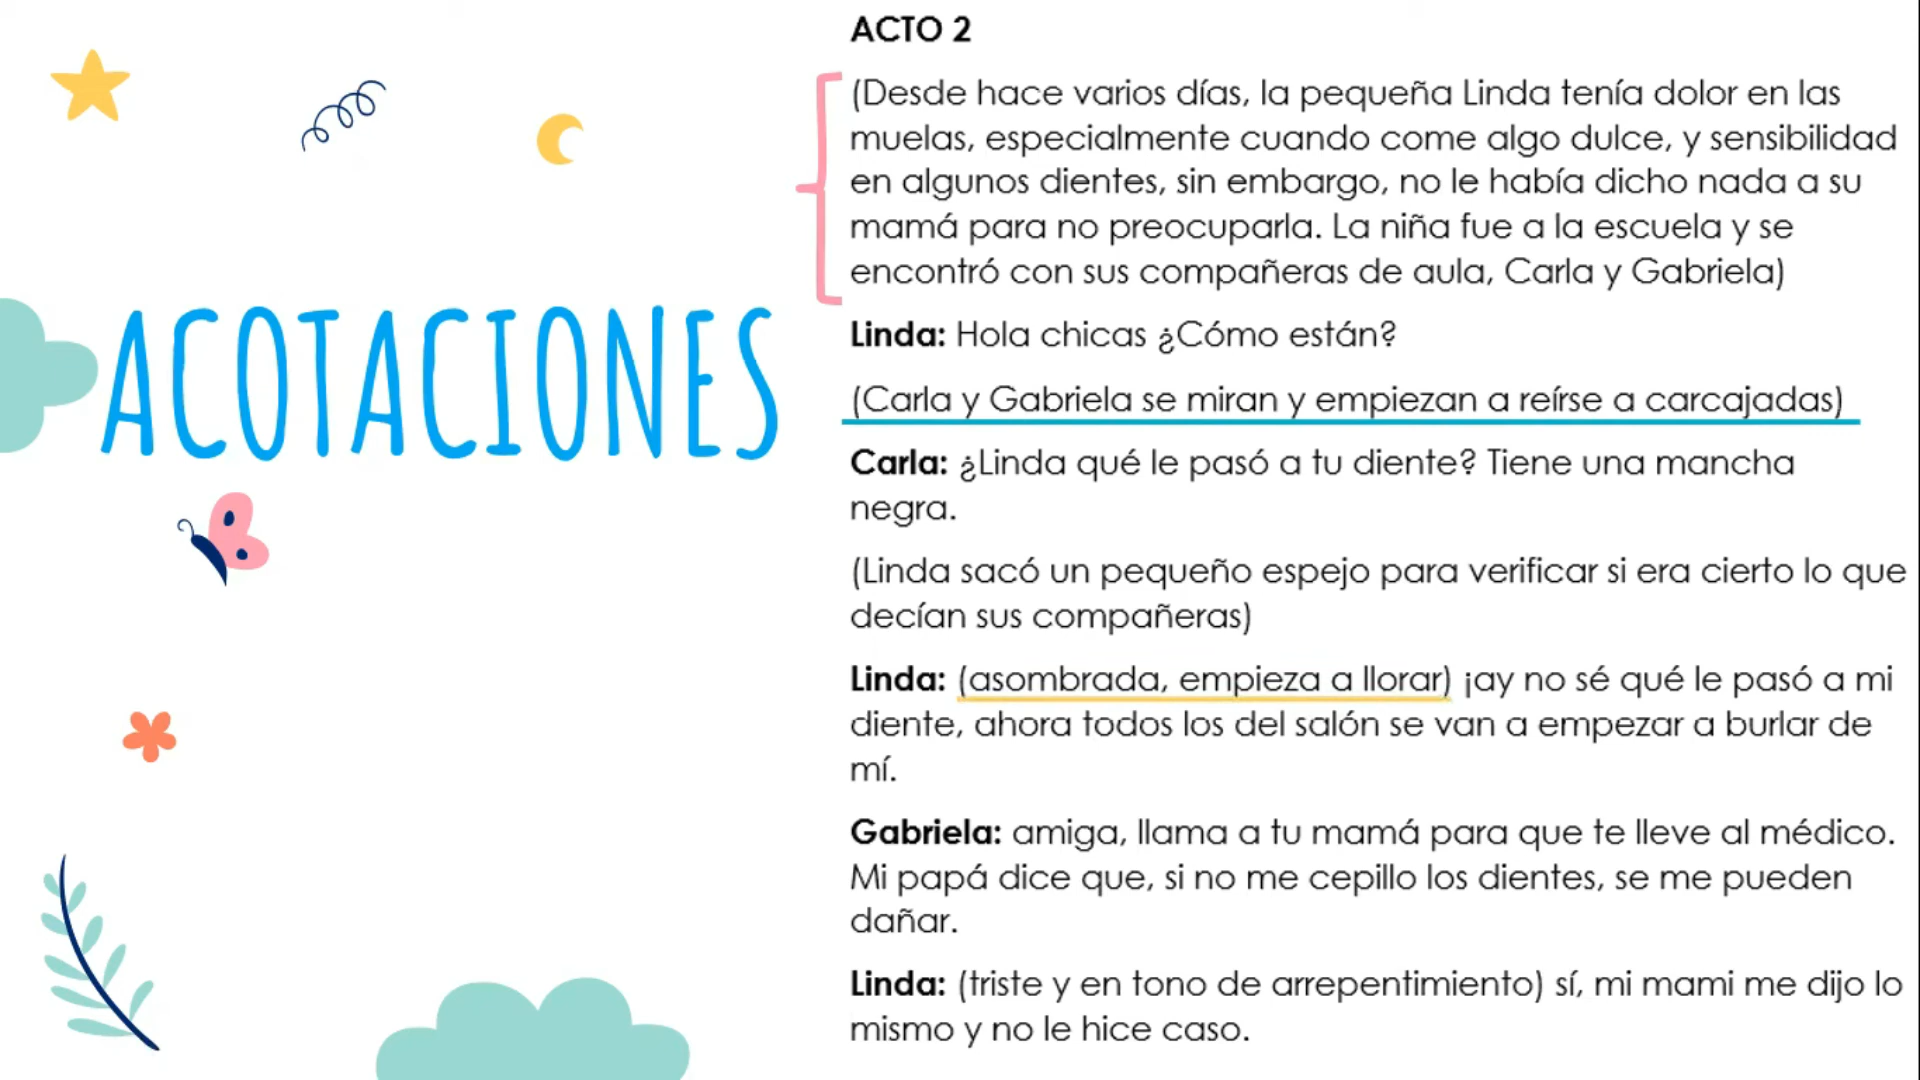 ACOTACIONES
ACTO 2
(Desde hace varios días, la pequeña Linda tenía dolor en las
muelas, especialmente cuando come algo dulce, y sensibilidad
en algunos dientes, sin embargo, no le había dicho nada a su
mamá para no preocuparla. La niña fue a la escuela y se
encontró con sus compañeras de aula, Carla y Gabriela)
Linda: Hola chicas ¿Cómo están?
(Carla y Gabriela se miran y empiezan a reírse a carcajadas)
Carla: ¿Linda qué le pasó a tu diente? Tiene una mancha
negra.
(Linda sacó un pequeño espejo para verificar si era cierto lo que
decían sus compañeras)
Linda: (asombrada, empieza a llorar) ¡ay no sé qué le pasó a mi
diente, ahora todos los del salón se van a empezar a burlar de
mí.
Gabriela: amiga, llama a tu mamá para que te lleve al médico.
Mi papá dice que, si no me cepillo los dientes, se me pueden
dañar.
Linda: (triste y en tono de arrepentimiento) sí, mi mami me dijo lo
mismo y no le hice caso.